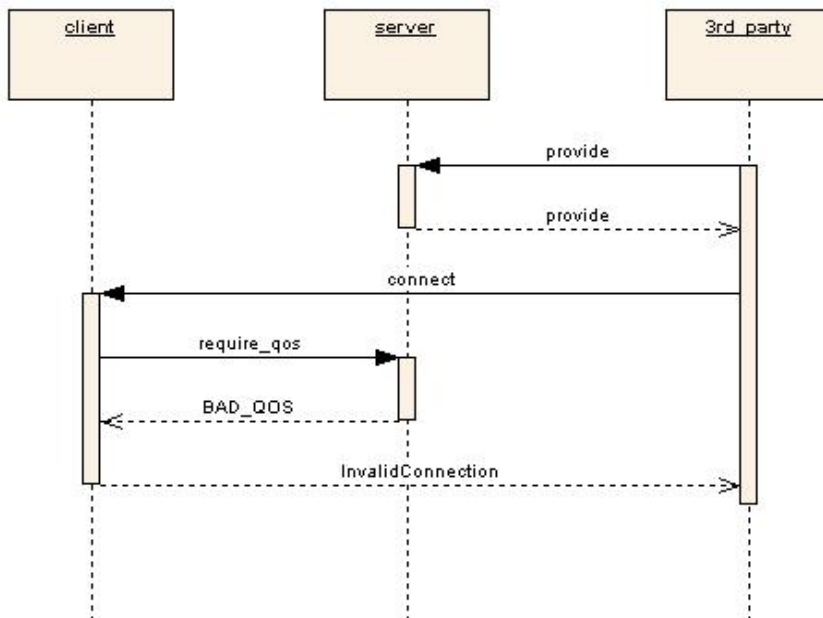 client
server
3rd_party
provide
provide
connect
require_qos
BAD_QOS
InvalidConnection